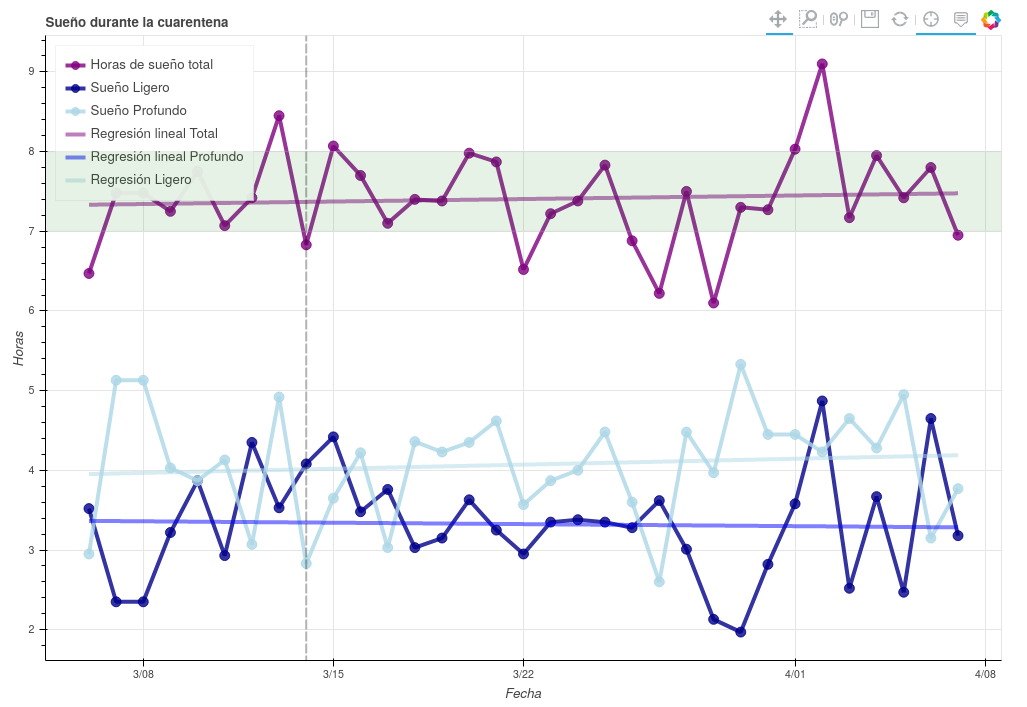 Sueño durante la cuarentena
Horas de sueño total
Sueño Ligero
Sueño Profundo
Regresión lineal Total
Regresión lineal Profundo
Regresión Ligero
Horas
9
8
7
6
5
4
3
2
3/08
3/15
3/22
4/01
4/08
Fecha